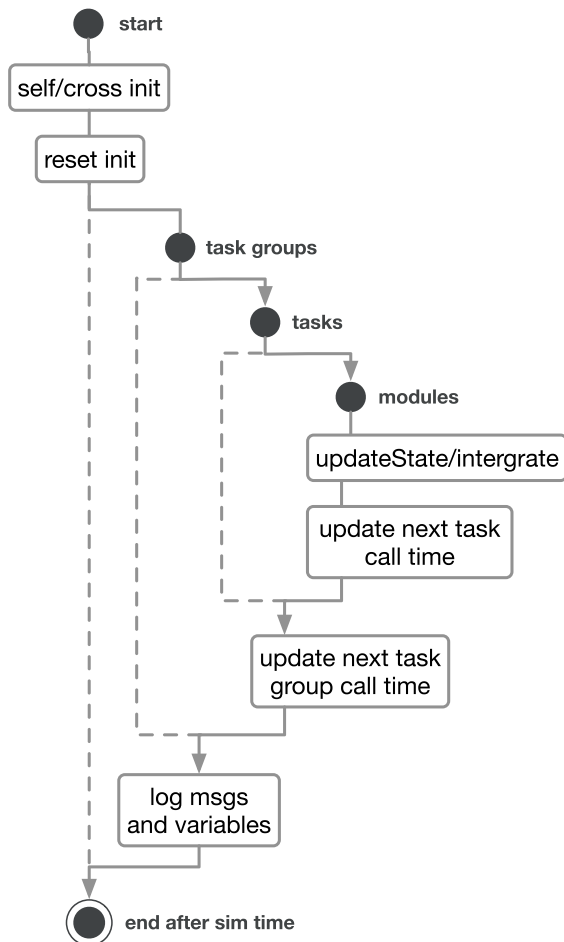 start
self/cross init
reset init
task groups
tasks
modules
updateState/intergrate
update next task
call time
update next task
group call time
log msgs
and variables
end after sim time